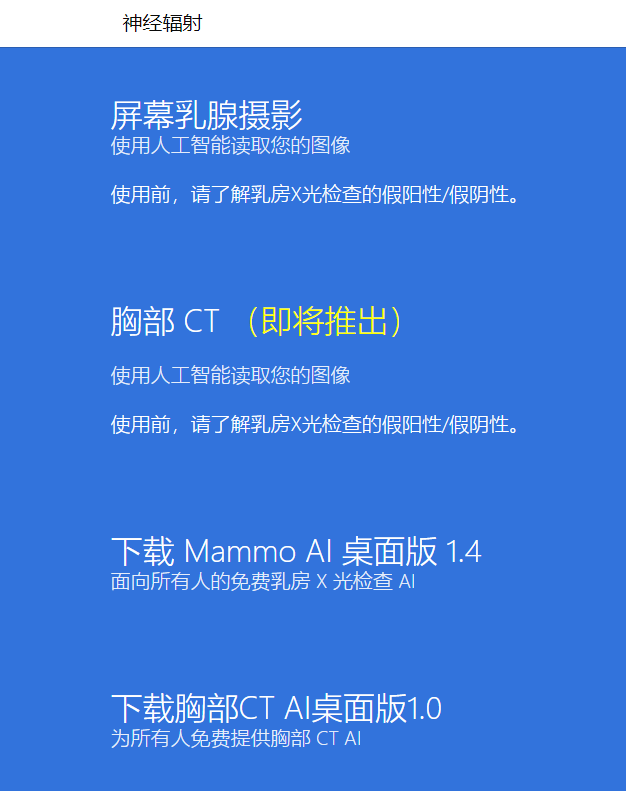 神经辐射
屏幕乳腺摄影
使用人工智能读取您的图像
使用前，请了解乳房X光检查的假阳性/假阴性。
胸部 CT （即将推出）
使用人工智能读取您的图像
使用前，请了解乳房X光检查的假阳性/假阴性。
下载 Mammo AI 桌面版 1.4
面向所有人的免费乳房 X 光检查 AI
下载胸部CT AI桌面版1.0
为所有人免费提供胸部 CT AI